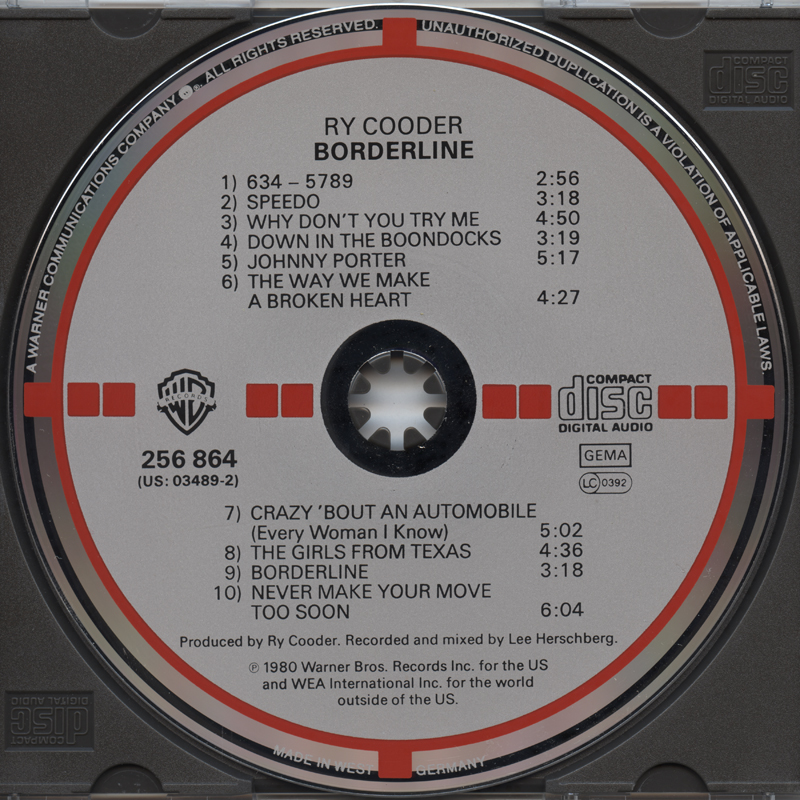 A WARNER COMMUNICATIONS COMPANY ℗. ALL RIGHTS RESERVED. UNAUTHORIZED DUPLICATION IS A VIOLATION OF APPLICABLE LAWS.
COMPACT
disc
DIGITAL AUDIO
RY COODER
BORDERLINE
1) 634 – 5789 2:56
2) SPEEDO 3:18
3) WHY DON'T YOU TRY ME 4:50
4) DOWN IN THE BOONDOCKS 3:19
5) JOHNNY PORTER 5:17
6) THE WAY WE MAKE
A BROKEN HEART 4:27
W B
RECORDS
COMPACT
disc
DIGITAL AUDIO
256 864
(US: 03489-2)
GEMA
LC 0392
7) CRAZY 'BOUT AN AUTOMOBILE
(Every Woman I Know) 5:02
8) THE GIRLS FROM TEXAS 4:36
9) BORDERLINE 3:18
10) NEVER MAKE YOUR MOVE
TOO SOON 6:04
Produced by Ry Cooder. Recorded and mixed by Lee Herschberg.
℗ 1980 Warner Bros. Records Inc. for the US
and WEA International Inc. for the world
outside of the US.
COMPACT
disc
DIGITAL AUDIO
MADE IN WEST GERMANY